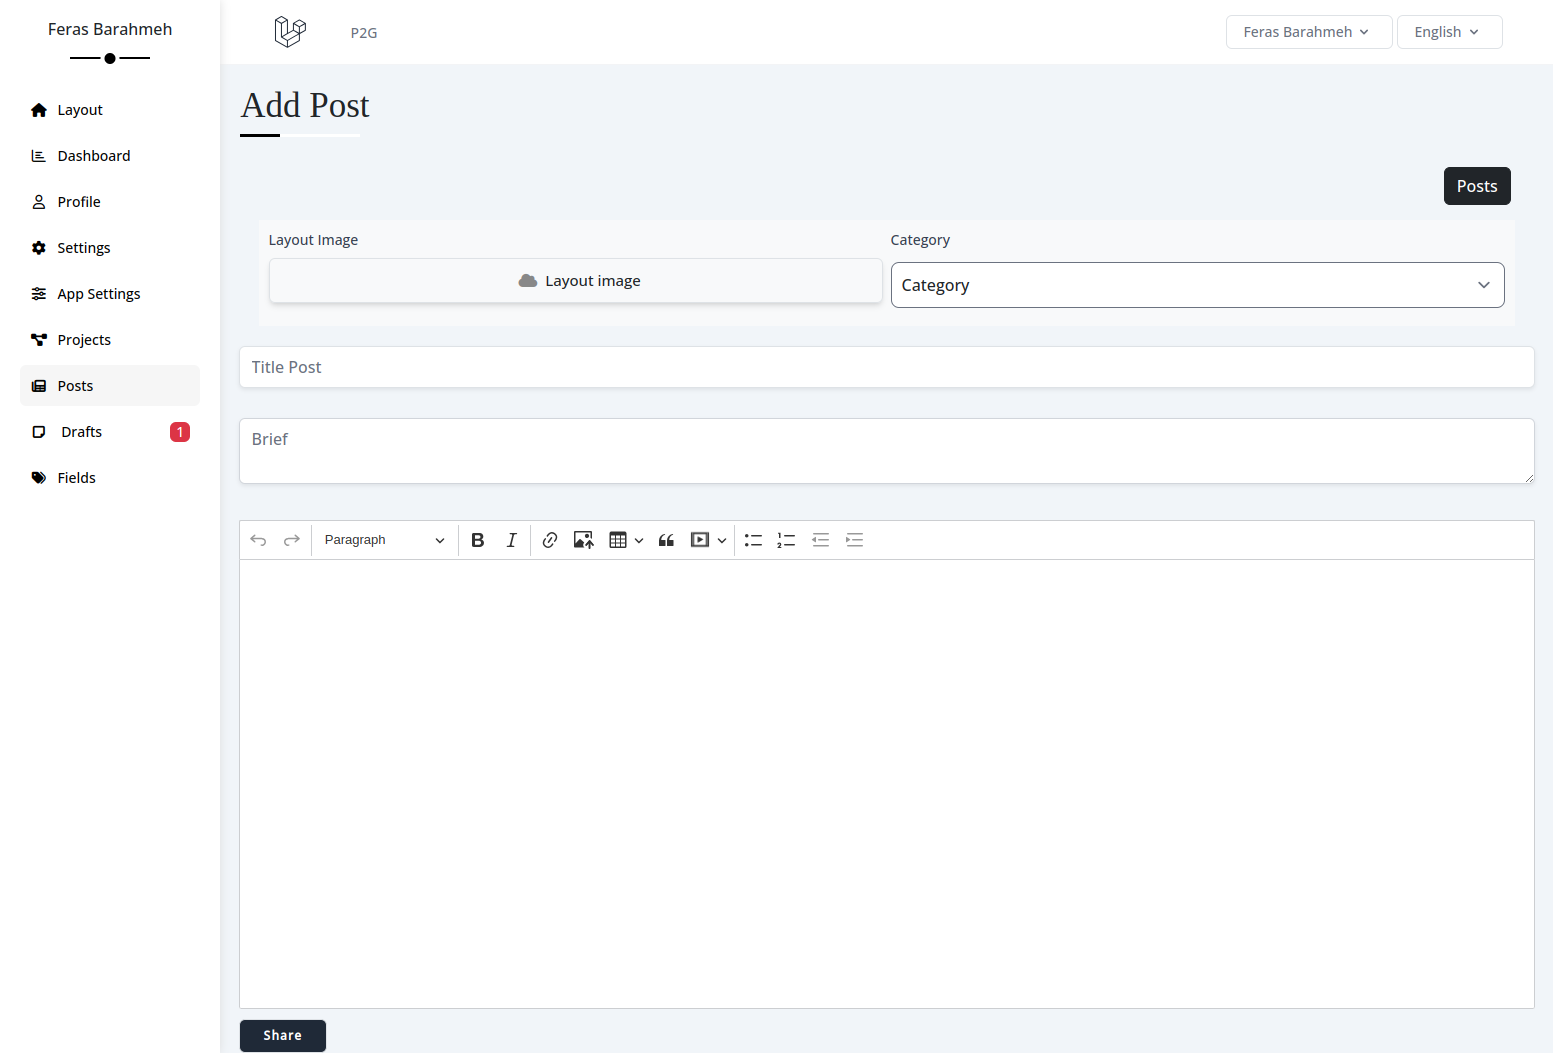 Feras Barahmeh
Layout
Dashboard
Profile
Settings
App Settings
Projects
Posts
Drafts 1
Fields
P2G
Feras Barahmeh
English
Add Post
Posts
Layout Image
Category
Layout image
Category
Title Post
Brief
Paragraph
Share